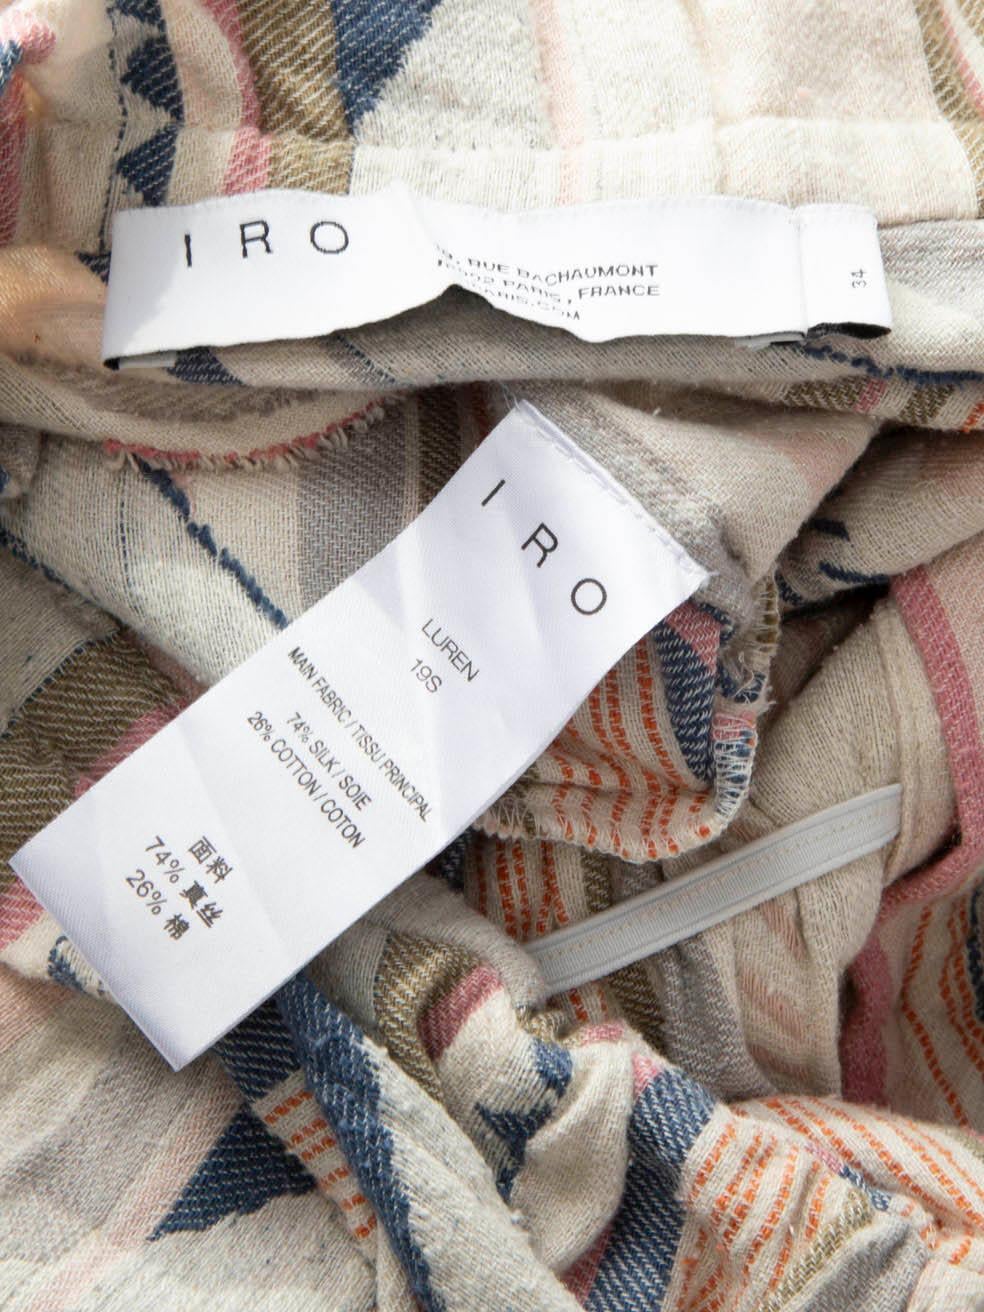 IRO
RUE BACHAUMONT
PARIS, FRANCE
34
IRO
LUREN
19S
MAIN FABRIC / TISSU PRINCIPAL
74% SILK / SOIE
26% COTTON / COTON
面料
74% 真丝
26% 棉